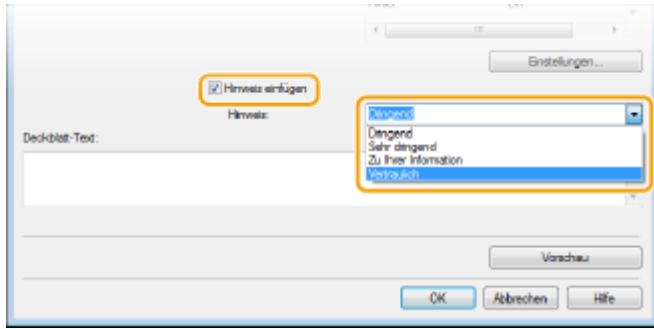 Einstellungen...
Hinweis einfügen
Hinweis:
Dringend
Dringend
Sehr dringend
Zu Ihrer Information
Vertraulich
Deckblatt-Text:
Vorschau
OK
Abbrechen
Hilfe